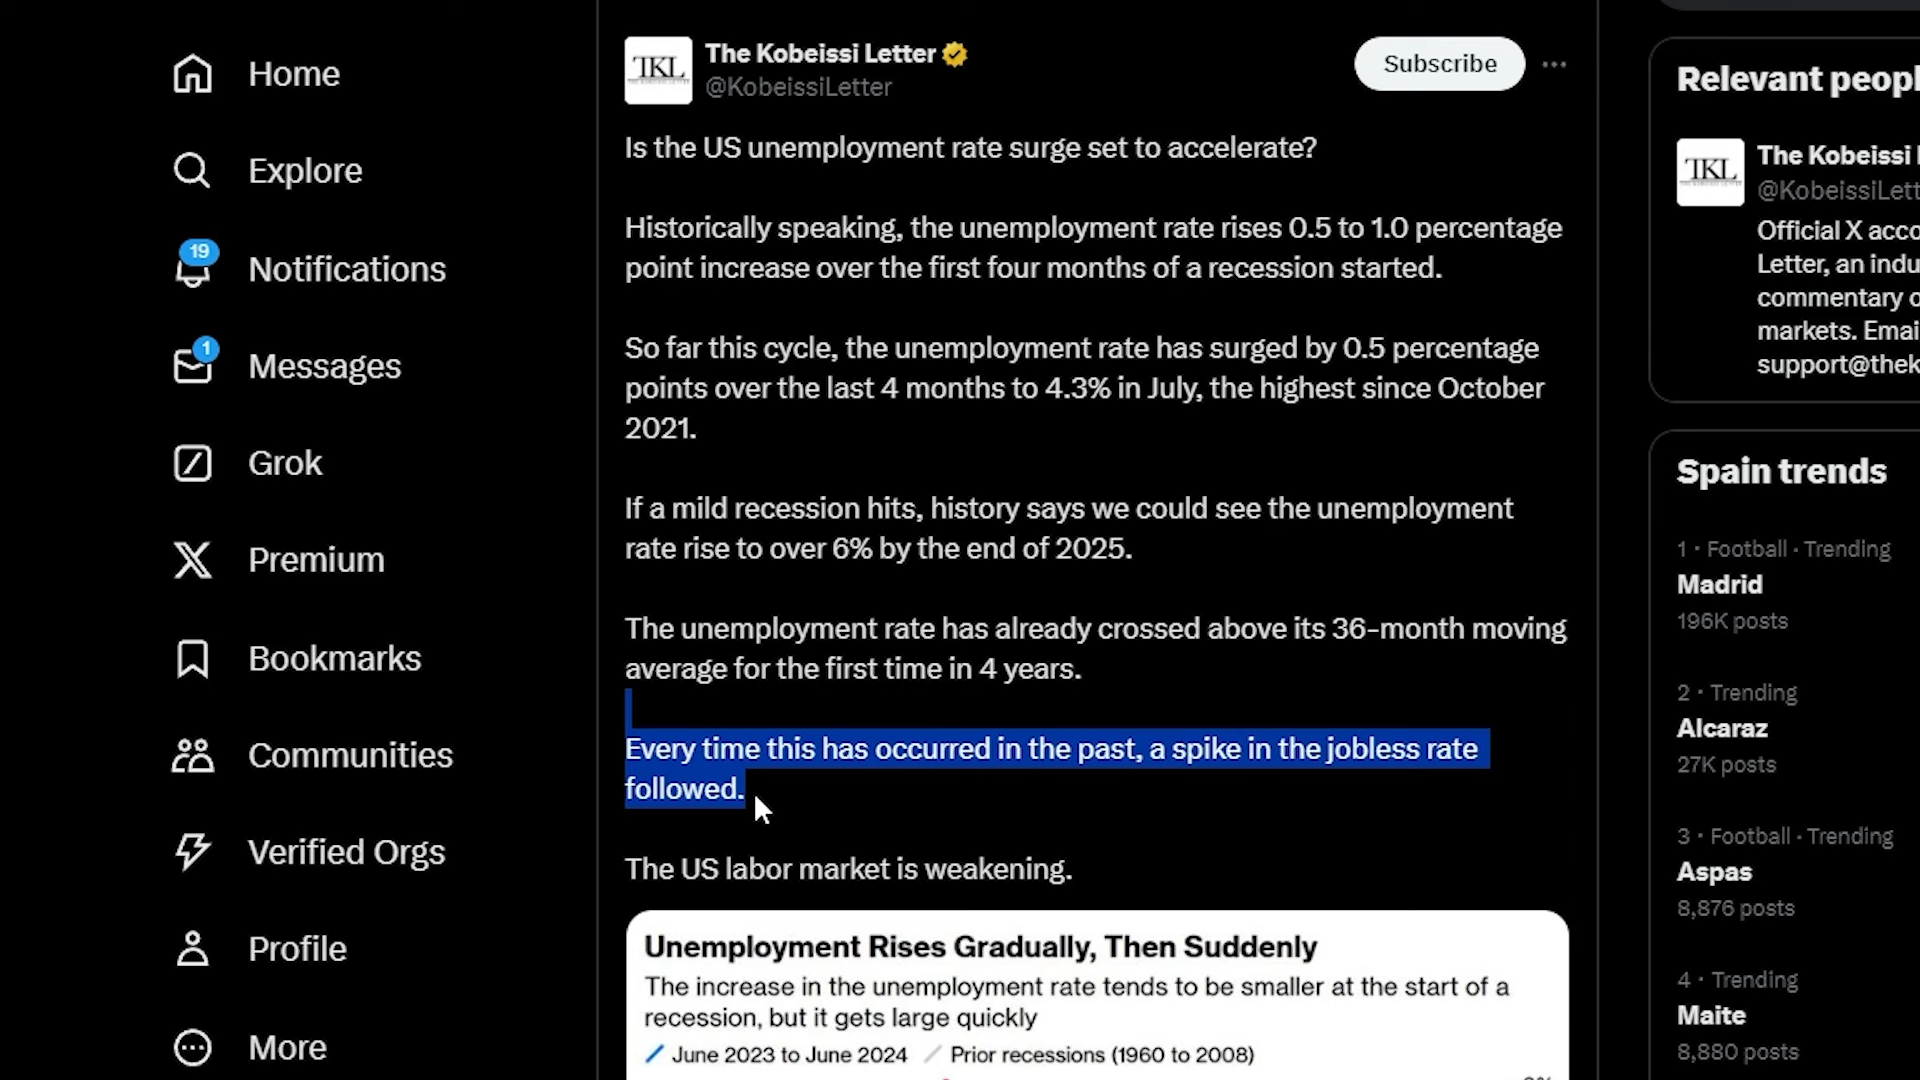 Home
Explore
19
Notifications
1
Messages
Grok
Premium
Bookmarks
Communities
Verified Orgs
Profile
More
TKL
The Kobeissi Letter
@KobeissiLetter
Subscribe
Is the US unemployment rate surge set to accelerate?
Historically speaking, the unemployment rate rises 0.5 to 1.0 percentage
point increase over the first four months of a recession started.
So far this cycle, the unemployment rate has surged by 0.5 percentage
points over the last 4 months to 4.3% in July, the highest since October
2021.
If a mild recession hits, history says we could see the unemployment
rate rise to over 6% by the end of 2025.
The unemployment rate has already crossed above its 36-month moving
average for the first time in 4 years.
Every time this has occurred in the past, a spike in the jobless rate
followed.
The US labor market is weakening.
Unemployment Rises Gradually, Then Suddenly
The increase in the unemployment rate tends to be smaller at the start of a
recession, but it gets large quickly
June 2023 to June 2024 Prior recessions (1960 to 2008)
Relevant peopl
TKL
The Kobeissi
@KobeissiLett
Official X acco
Letter, an indu
commentary o
markets. Emai
support@thek
Spain trends
1 · Football · Trending
Madrid
196K posts
2 · Trending
Alcaraz
27K posts
3 · Football · Trending
Aspas
8,876 posts
4 · Trending
Maite
8,880 posts